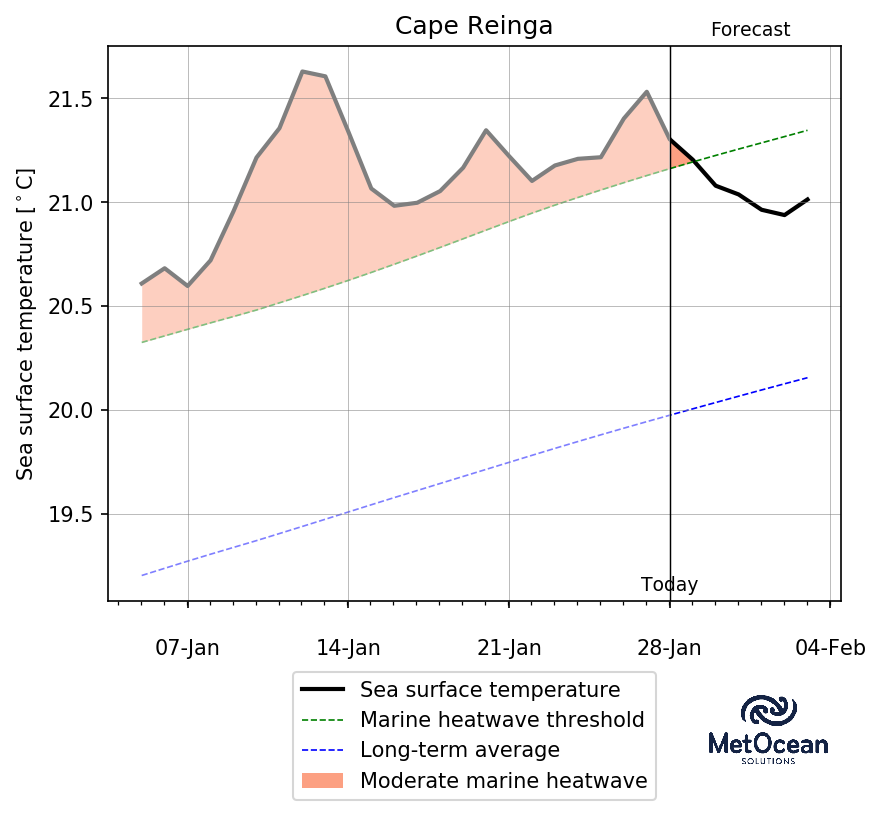 Cape Reinga
Forecast
21.5
21.0
20.5
20.0
19.5
Sea surface temperature [°C]
Today
07-Jan 14-Jan 21-Jan 28-Jan 04-Feb
Sea surface temperature
Marine heatwave threshold
Long-term average
Moderate marine heatwave
MetOcean
SOLUTIONS